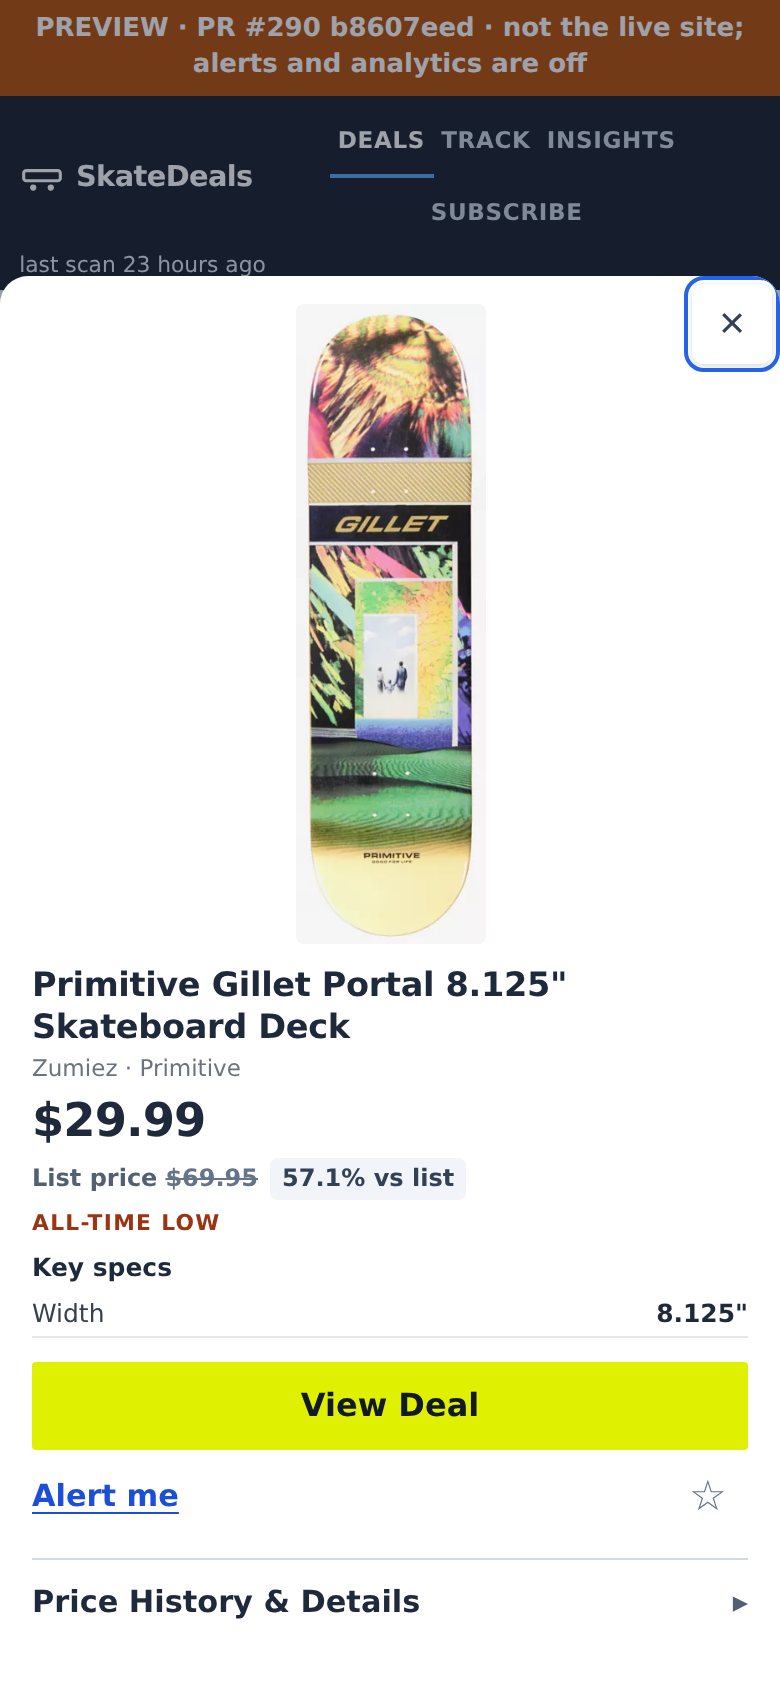 PREVIEW · PR #290 b8607eed · not the live site;
alerts and analytics are off
DEALS TRACK INSIGHTS
SkateDeals
SUBSCRIBE
last scan 23 hours ago
×
GILLET
PRIMITIVE
GOOD FOR LIFE
Primitive Gillet Portal 8.125"
Skateboard Deck
Zumiez · Primitive
$29.99
List price $69.95 57.1% vs list
ALL-TIME LOW
Key specs
Width 8.125"
View Deal
Alert me ☆
Price History & Details ▸